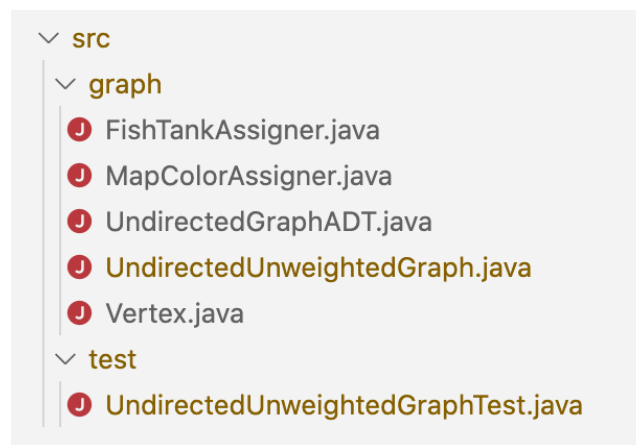 src
graph
J FishTankAssigner.java
J MapColorAssigner.java
J UndirectedGraphADT.java
J UndirectedUnweightedGraph.java
J Vertex.java
test
J UndirectedUnweightedGraphTest.java